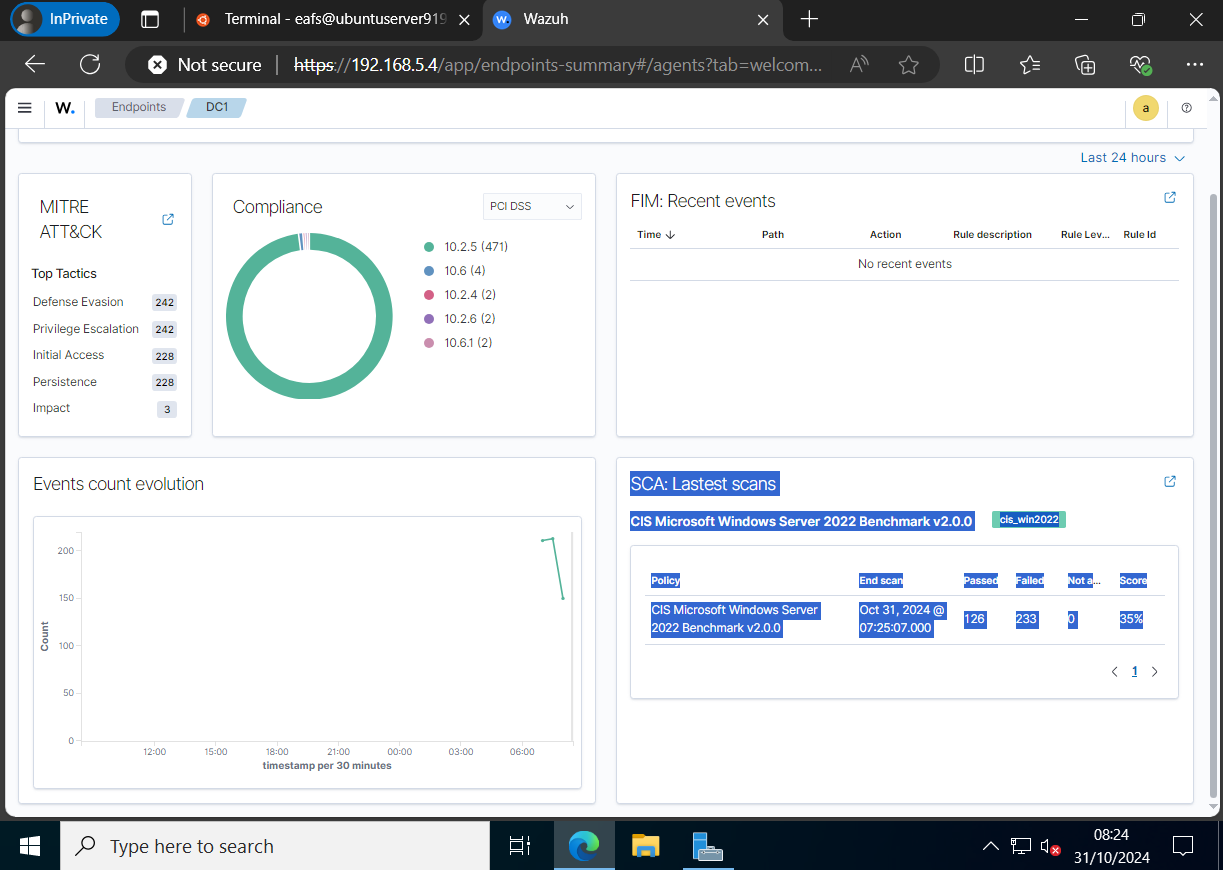 InPrivate
Terminal - eafs@ubuntuserver919
Wazuh
Not secure
https://192.168.5.4/app/endpoints-summary#/agents?tab=welcom...
W.
Endpoints
DC1
a
Last 24 hours
MITRE
ATT&CK
Top Tactics
Defense Evasion 242
Privilege Escalation 242
Initial Access 228
Persistence 228
Impact 3
Compliance
PCI DSS
10.2.5 (471)
10.6 (4)
10.2.4 (2)
10.2.6 (2)
10.6.1 (2)
FIM: Recent events
Time Path Action Rule description Rule Lev... Rule Id
No recent events
Events count evolution
200
150
100
50
0
Count
12:00 15:00 18:00 21:00 00:00 03:00 06:00
timestamp per 30 minutes
SCA: Lastest scans
CIS Microsoft Windows Server 2022 Benchmark v2.0.0 cis_win2022
Policy End scan Passed Failed Not a... Score
CIS Microsoft Windows Server Oct 31, 2024 @ 126 233 0 35%
2022 Benchmark v2.0.0 07:25:07.000
1
Type here to search
08:24
31/10/2024